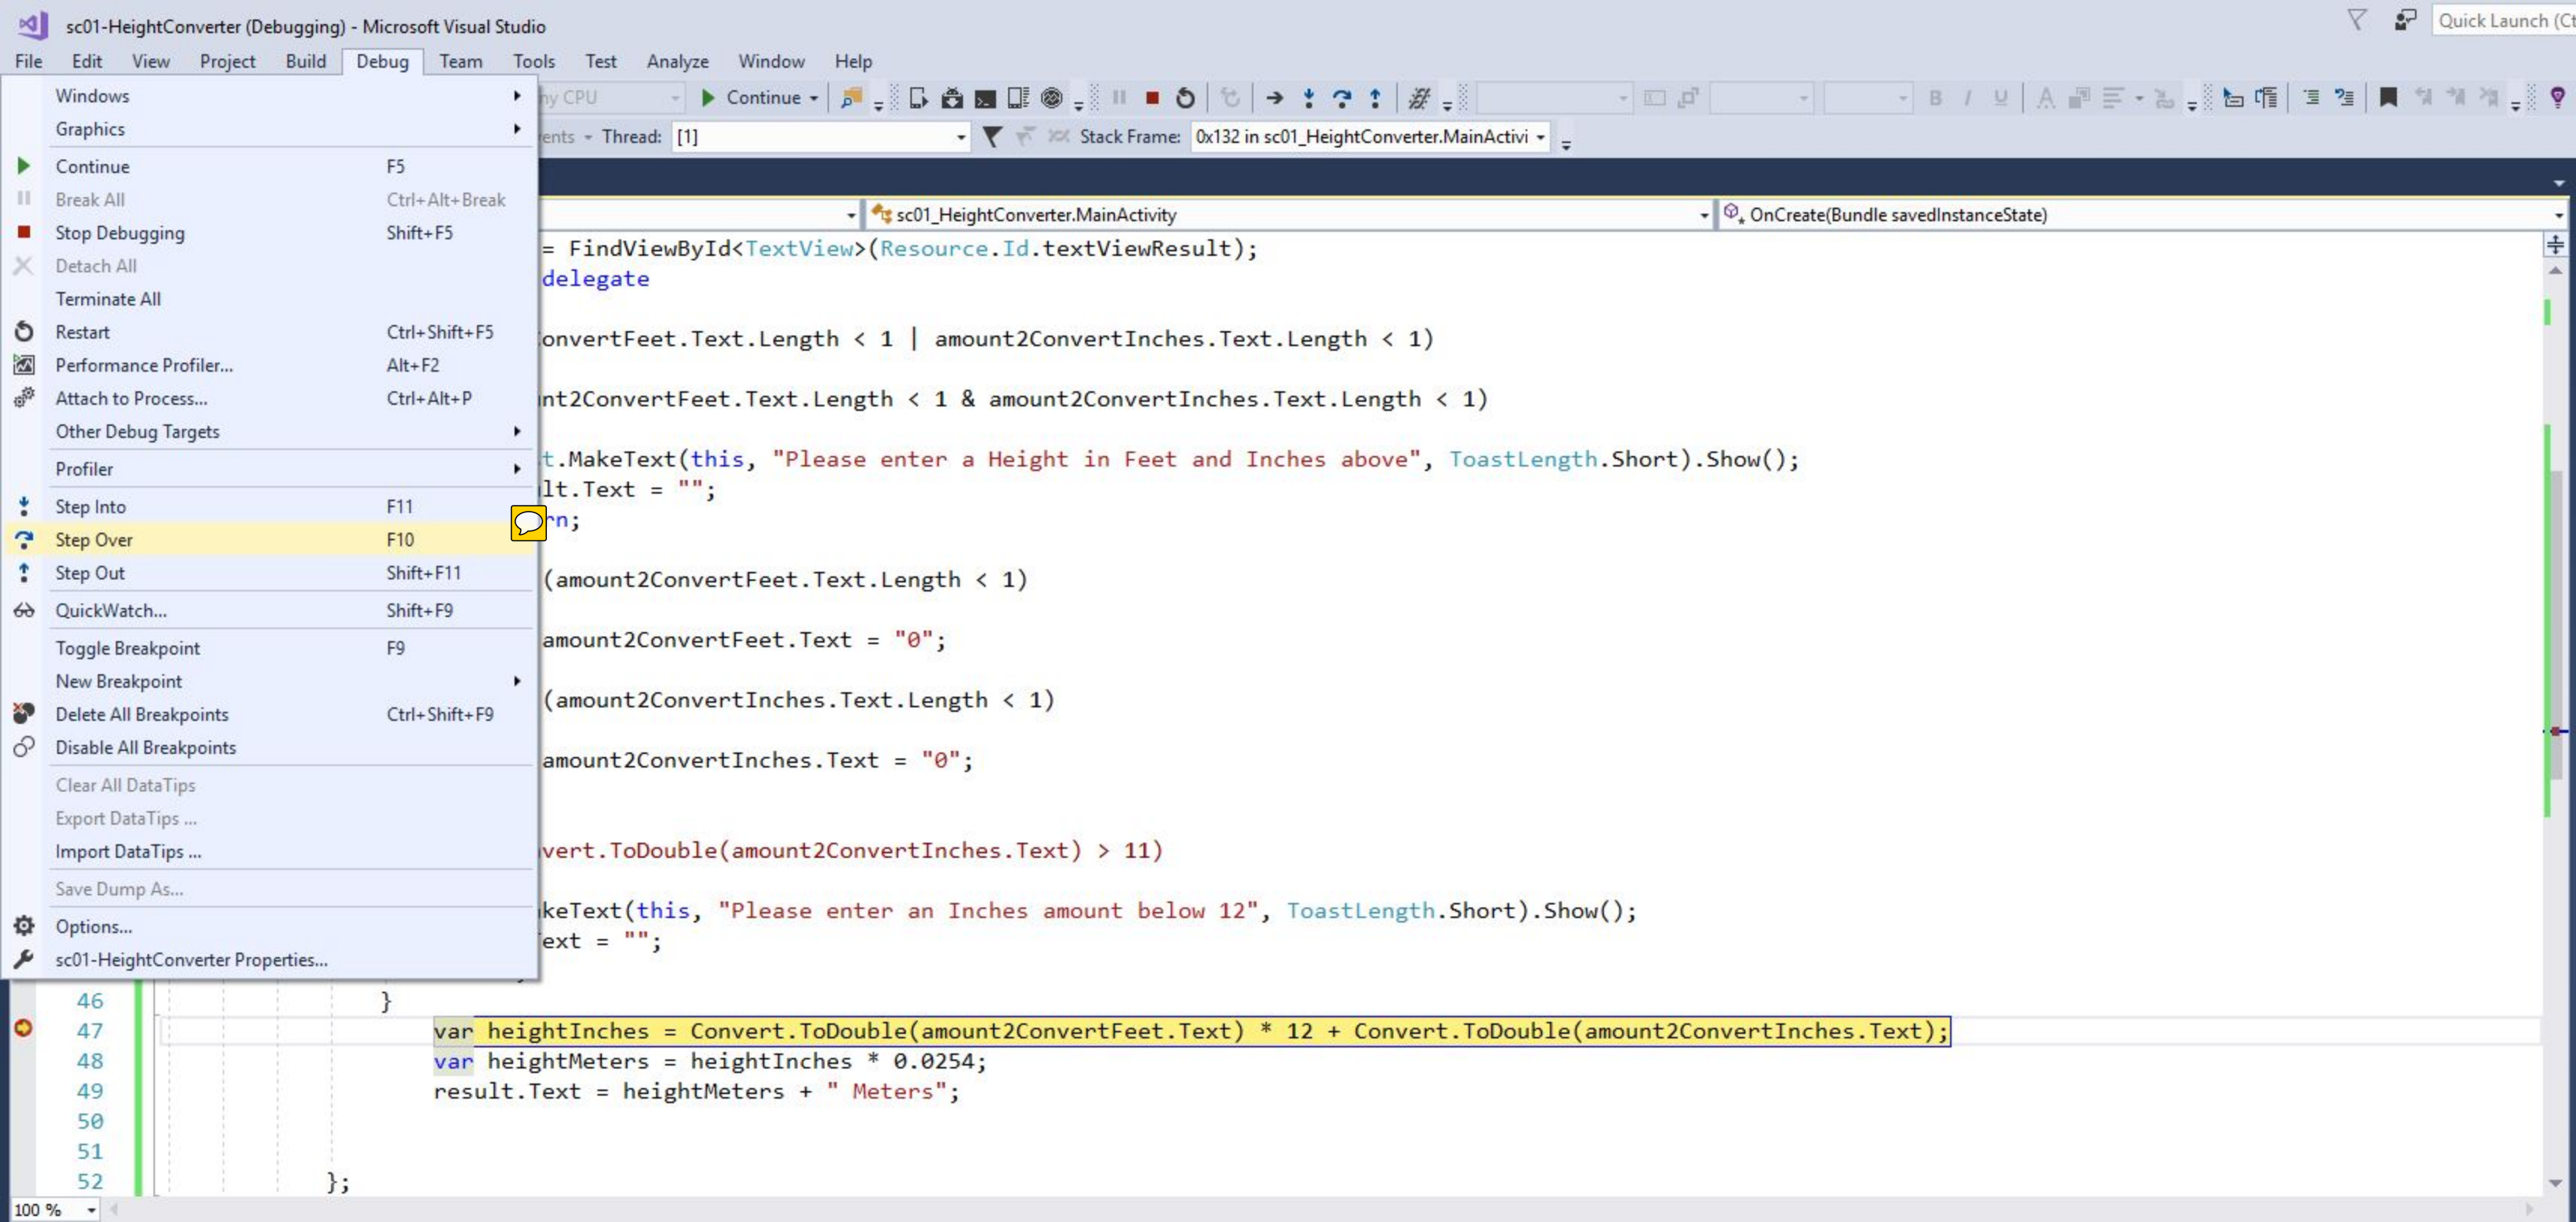 sc01-HeightConverter (Debugging) - Microsoft Visual Studio
Quick Launch (Ct
File Edit View Project Build Debug Team Tools Test Analyze Window Help
ny CPU Continue
ents Thread: [1] Stack Frame: 0x132 in sc01_HeightConverter.MainActivi
Windows
Graphics
Continue F5
Break All Ctrl+Alt+Break
Stop Debugging Shift+F5
Detach All
Terminate All
Restart Ctrl+Shift+F5
Performance Profiler... Alt+F2
Attach to Process... Ctrl+Alt+P
Other Debug Targets
Profiler
Step Into F11
Step Over F10
Step Out Shift+F11
QuickWatch... Shift+F9
Toggle Breakpoint F9
New Breakpoint
Delete All Breakpoints Ctrl+Shift+F9
Disable All Breakpoints
Clear All DataTips
Export DataTips ...
Import DataTips ...
Save Dump As...
Options...
sc01-HeightConverter Properties...
sc01_HeightConverter.MainActivity OnCreate(Bundle savedInstanceState)
= FindViewById<TextView>(Resource.Id.textViewResult);
delegate
onvertFeet.Text.Length < 1 | amount2ConvertInches.Text.Length < 1)
nt2ConvertFeet.Text.Length < 1 & amount2ConvertInches.Text.Length < 1)
t.MakeText(this, "Please enter a Height in Feet and Inches above", ToastLength.Short).Show();
lt.Text = "";
rn;
(amount2ConvertFeet.Text.Length < 1)
amount2ConvertFeet.Text = "0";
(amount2ConvertInches.Text.Length < 1)
amount2ConvertInches.Text = "0";
vert.ToDouble(amount2ConvertInches.Text) > 11)
keText(this, "Please enter an Inches amount below 12", ToastLength.Short).Show();
ext = "";
46 }
47 var heightInches = Convert.ToDouble(amount2ConvertFeet.Text) * 12 + Convert.ToDouble(amount2ConvertInches.Text);
48 var heightMeters = heightInches * 0.0254;
49 result.Text = heightMeters + " Meters";
50
51
52 };
100 %